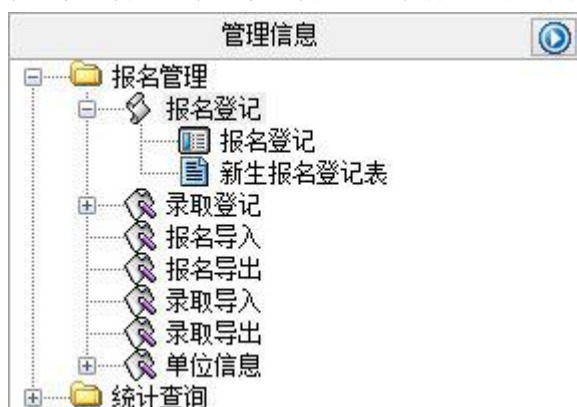 管理信息
报名管理
报名登记
报名登记
新生报名登记表
录取登记
报名导入
报名导出
录取导入
录取导出
单位信息
统计查询